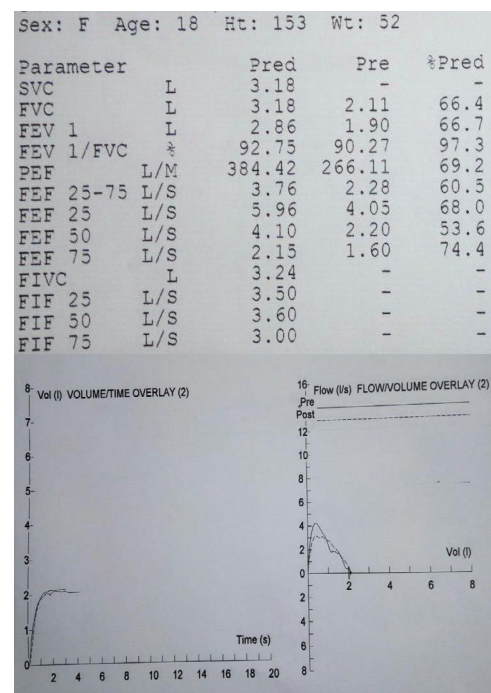 Sex: F Age: 18 Ht: 153 Wt: 52
Parameter Pred Pre %Pred
SVC L 3.18 - -
FVC L 3.18 2.11 66.4
FEV 1 L 2.86 1.90 66.7
FEV 1/FVC % 92.75 90.27 97.3
PEF L/M 384.42 266.11 69.2
FEF 25-75 L/S 3.76 2.28 60.5
FEF 25 L/S 5.96 4.05 68.0
FEF 50 L/S 4.10 2.20 53.6
FEF 75 L/S 2.15 1.60 74.4
FIVC L 3.24 - -
FIF 25 L/S 3.50 - -
FIF 50 L/S 3.60 - -
FIF 75 L/S 3.00 - -
8 Vol (l) VOLUME/TIME OVERLAY (2)
7
6
5
4
3
2
1
0
Time (s)
2 4 6 8 10 12 14 16 18 20
16 Flow (l/s) FLOW/VOLUME OVERLAY (2)
Pre
Post
12
10
8
6
4
2
0
Vol (l)
2 4 6 8
2
4
6
8